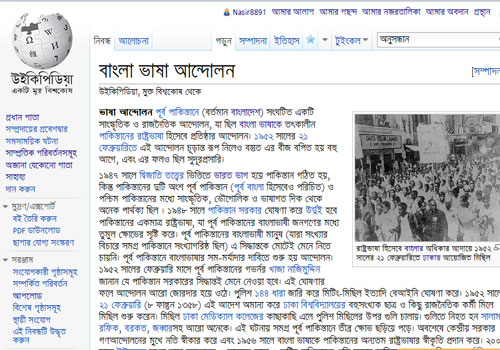 Nasir8891 আমার আলাপ আমার পছন্দ আমার নজরতালিকা আমার অবদান প্রস্থান
নিবন্ধ আলোচনা পড়ুন সম্পাদনা ইতিহাস টুইংকল অনুসন্ধান
উইকিপিডিয়া
একটি মুক্ত বিশ্বকোষ
প্রধান পাতা
সম্প্রদায়ের প্রবেশদ্বার
সমসাময়িক ঘটনা
সাম্প্রতিক পরিবর্তনসমূহ
অজানা যেকোনো পাতা
সাহায্য
দান করুন
মুদ্রণ/এক্সপোর্ট
বই তৈরি করুন
PDF ডাউনলোড
ছাপার যোগ্য সংস্করণ
সরঞ্জাম
সংযোগকারী পৃষ্ঠাসমূহ
সম্পর্কিত পরিবর্তন
আপলোড
বিশেষ পৃষ্ঠাসমূহ
স্থায়ী সংযোগ
এই নিবন্ধটি উদ্ধৃত
করুন
বাংলা ভাষা আন্দোলন
[সম্পাদ
উইকিপিডিয়া, মুক্ত বিশ্বকোষ থেকে
ভাষা আন্দোলন পূর্ব পাকিস্তানে (বর্তমান বাংলাদেশ) সংঘটিত একটি
সাংস্কৃতিক ও রাজনৈতিক আন্দোলন, যা ছিল বাংলা ভাষাকে তৎকালীন
পাকিস্তানের রাষ্ট্রভাষা হিসেবে প্রতিষ্ঠার আন্দোলন। ১৯৫২ সালের ২১
ফেব্রুয়ারিতে এই আন্দোলন চূড়ান্ত রূপ নিলেও বস্তুত এর বীজ বপিত হয় বহু
আগে, এবং এর ফলও ছিল সুদূরপ্রসারি।
১৯৪৭ সালে দ্বিজাতি তত্ত্বের ভিত্তিতে ভারত ভাগ হয়ে পাকিস্তান গঠিত হয়,
কিন্তু পাকিস্তানের দুটি অংশ পূর্ব পাকিস্তান (পূর্ব বাংলা হিসেবেও পরিচিত) ও
পশ্চিম পাকিস্তানের মধ্যে সাংস্কৃতিক, ভৌগোলিক ও ভাষাগত দিক থেকে
অনেক পার্থক্য ছিল । ১৯৪৮ সালে পাকিস্তান সরকার ঘোষণা করে উর্দুই হবে
পাকিস্তানের একমাত্র রাষ্ট্রভাষা, যা পূর্ব পাকিস্তানের বাংলাভাষী জনগণের মধ্যে
তুমুল ক্ষোভের সৃষ্টি করে। পূর্ব পাকিস্তানের বাংলাভাষী মানুষ (যারা সংখ্যার
বিচারে সমগ্র পাকিস্তানে সংখ্যাগরিষ্ঠ ছিল) এ সিদ্ধান্তকে মোটেই মেনে নিতে
চায়নি। পূর্ব পাকিস্তানে বাংলাভাষার সম-মর্যাদার দাবিতে শুরু হয় আন্দোলন।
১৯৫২ সালের ফেব্রুয়ারি মাসে পূর্ব পাকিস্তানের গভর্নর খাজা নাজিমুদ্দিন
জানান যে পাকিস্তান সরকারের সিদ্ধান্তই মেনে নেওয়া হবে। এই ঘোষণার
ফলে আন্দোলন আরো জোরদার হয়ে ওঠে। পুলিশ ১৪৪ ধারা জারি করে মিটিং-মিছিল ইত্যাদি বেআইনি ঘোষণা করে। ১৯৫২ সালে
২১ ফেব্রুয়ারি (৮ ফাল্গুন ১৩৫৮) এই আদেশ অমান্য করে ঢাকা বিশ্ববিদ্যালয়ের বহুসংখ্যক ছাত্র ও কিছু রাজনৈতিক কর্মী মিলে
মিছিল শুরু করেন। মিছিল ঢাকা মেডিক্যাল কলেজের কাছাকাছি এলে পুলিশ মিছিলের উপর গুলি চালায়। গুলিতে নিহত হন সালাম
রফিক, বরকত, জব্বারসহ আরো অনেকে। এই ঘটনায় সমগ্র পূর্ব পাকিস্তানে তীব্র ক্ষোভ ছড়িয়ে পড়ে। অবশেষে কেন্দ্রীয় সরকার
গণআন্দোলনের মুখে নতি স্বীকার করে এবং ১৯৫৬ সালে বাংলা ভাষাকে পাকিস্তানের অন্যতম রাষ্ট্রভাষার স্বীকৃতি প্রদান করে।
রাষ্ট্রভাষা হিসেবে বাংলার অধিকার আদায়ে ১৯৫২
সালের ২১ ফেব্রুয়ারিতে ঢাকায় আয়োজিত মিছিল